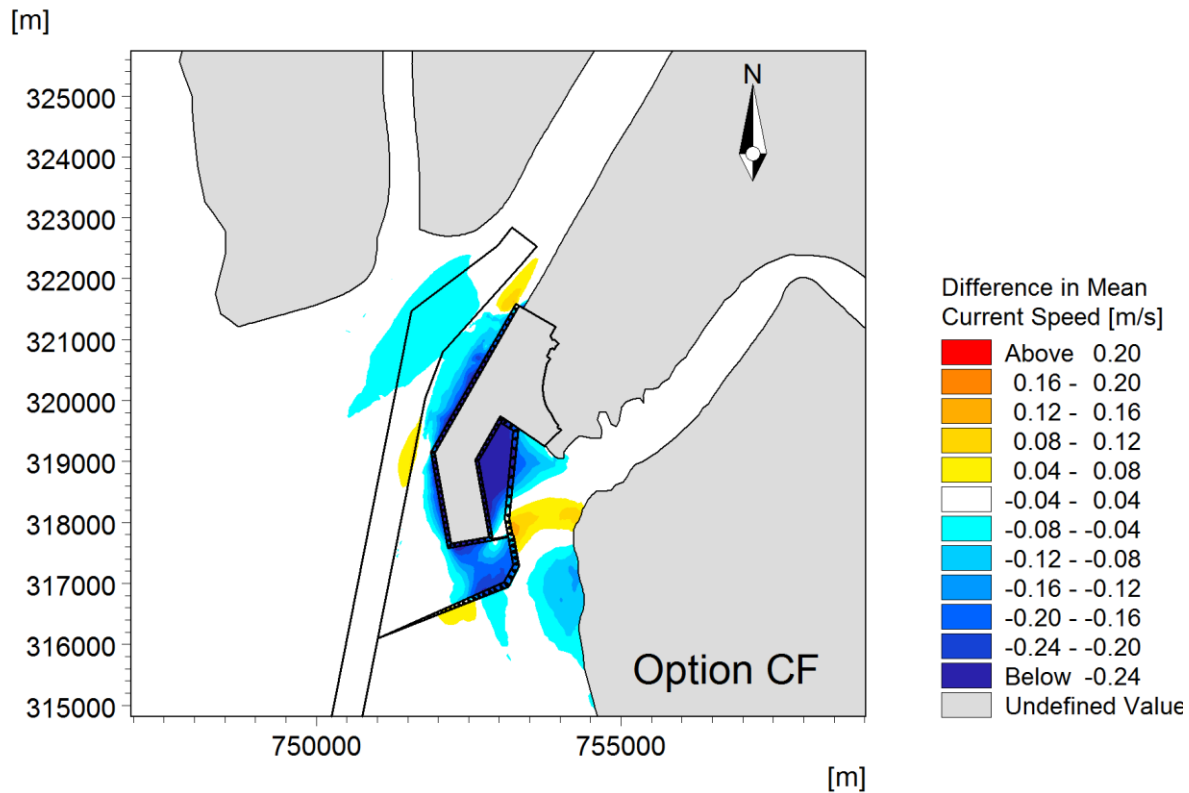 [m]
325000
324000
323000
322000
321000
320000
319000
318000
317000
316000
315000
750000
755000
[m]
N
Option CF
Difference in Mean
Current Speed [m/s]
Above 0.20
0.16 - 0.20
0.12 - 0.16
0.08 - 0.12
0.04 - 0.08
-0.04 - 0.04
-0.08 - -0.04
-0.12 - -0.08
-0.16 - -0.12
-0.20 - -0.16
-0.24 - -0.20
Below -0.24
Undefined Value